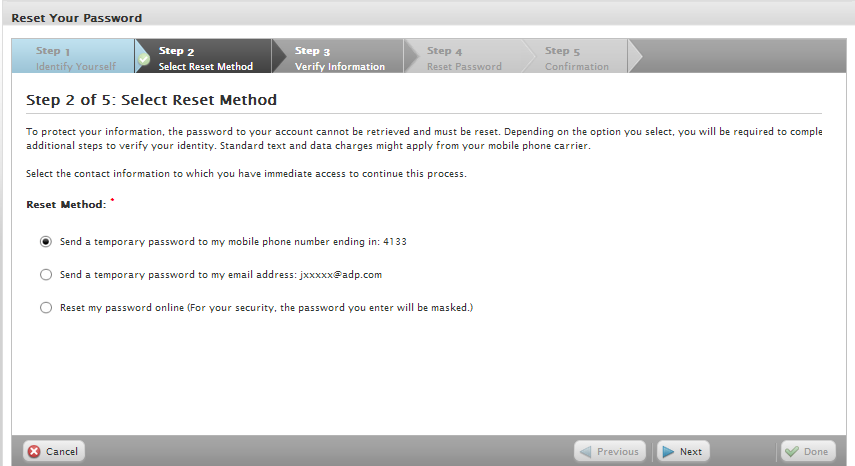 Reset Your Password
Step 1
Identify Yourself
Step 2
Select Reset Method
Step 3
Verify Information
Step 4
Reset Password
Step 5
Confirmation
Step 2 of 5: Select Reset Method
To protect your information, the password to your account cannot be retrieved and must be reset. Depending on the option you select, you will be required to comple
additional steps to verify your identity. Standard text and data charges might apply from your mobile phone carrier.
Select the contact information to which you have immediate access to continue this process.
Reset Method: *
Send a temporary password to my mobile phone number ending in: 4133
Send a temporary password to my email address: jxxxxx@adp.com
Reset my password online (For your security, the password you enter will be masked.)
Cancel
Previous
Next
Done